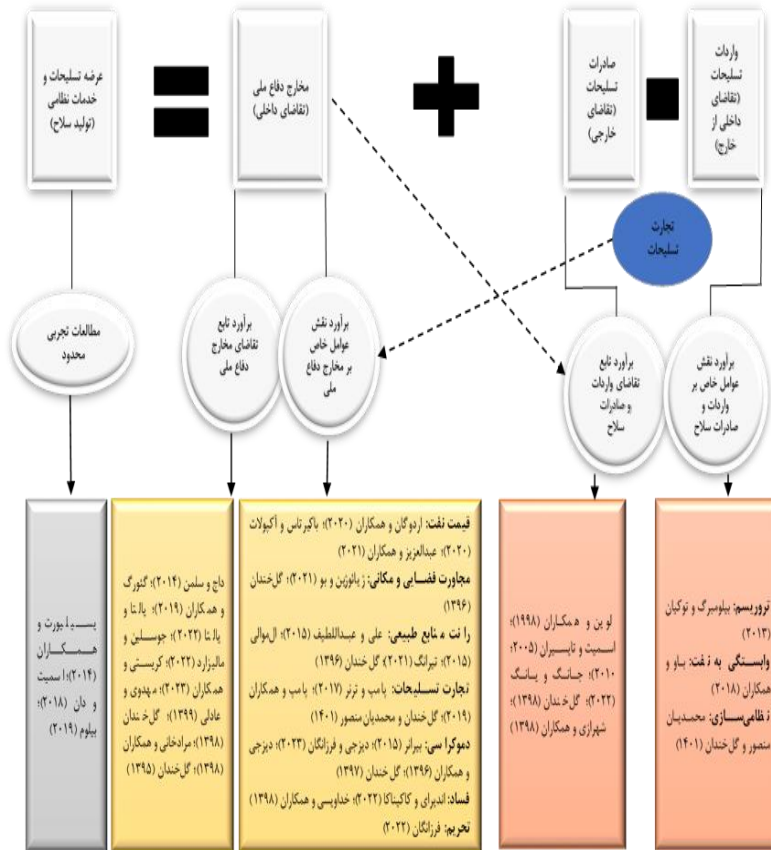 واردات
تسلیحات
(تقاضای
داخلی از
خارج)
صادرات
تسلیحات
(تقاضای
خارجی)
مخارج دفاع ملی
(تقاضای داخلی)
عرضه تسلیحات و
خدمات نظامی
(تولید سلاح)
تجارت
تسلیحات
برآورد نقش
عوامل خاص بر
واردات و
صادرات سلاح
برآورد تابع
تقاضای واردات
و صادرات
سلاح
برآورد نقش
عوامل خاص
بر مخارج دفاع
ملی
برآورد تابع
تقاضای مخارج
دفاع ملی
مطالعات تجربی
محدود
تروریسم: بیلومبرگ و توکیان
(۲۰۱۳)
وابستگی به نفت: باو و
همکاران (۲۰۱۸)
نظامی‌سازی: محمدیان
منصور و گل‌خندان (۱۴۰۱)
لوین و همکاران (۱۹۹۸)؛
اسمیت و تاسیران (۲۰۰۵؛
۲۰۱۰)؛ جانگ و یانگ
(۲۰۲۲)؛ گل‌خندان (۱۳۹۸)؛
شهرازی و همکاران (۱۳۹۸)
قیمت نفت: اردوگان و همکاران (۲۰۲۰)؛ باکیرتاس و آکپولات
(۲۰۲۰)؛ عبدالعزیز و همکاران (۲۰۲۱)
مجاورت فضایی و مکانی: ژیائوزین و بو (۲۰۲۱)؛ گل‌خندان
(۱۳۹۶)
رانت منابع طبیعی: علی و عبداللطیف (۲۰۱۵)؛ ال‌موالی
(۲۰۱۵)؛ تیرانگ (۲۰۲۱)؛ گل‌خندان (۱۳۹۶)
تجارت تسلیحات: پامپ و ترنر (۲۰۱۷)؛ پامپ و همکاران
(۲۰۱۹)؛ گل‌خندان و محمدیان منصور (۱۴۰۱)
دموکراسی: بیرانر (۲۰۱۵)؛ دیزجی و فرزانگان (۲۰۲۳)؛ دیزجی
و همکاران (۱۳۹۶)؛ گل‌خندان (۱۳۹۷)
فساد: اندیرای و کاکیناکا (۲۰۲۲)؛ خداویسی و همکاران (۱۳۹۸)
تحریم: فرزانگان (۲۰۲۲)
داج و سلمن (۲۰۱۴)؛ گئورگ
و همکاران (۲۰۱۹)؛ یالتا و
یالتا (۲۰۲۲)؛ جوسلین و
مالیزارد (۲۰۲۲)؛ کریستی و
همکاران (۲۰۲۳)؛ مهدوی و
عادلی (۱۳۹۹)؛ گل‌خندان
(۱۳۹۸)؛ مرادخانی و همکاران
(۱۳۹۸)؛ گل‌خندان (۱۳۹۵)
و
همکاران
(۲۰۱۴)؛ اسمیت
و دان (۲۰۱۸)؛
بیلوم (۲۰۱۹)